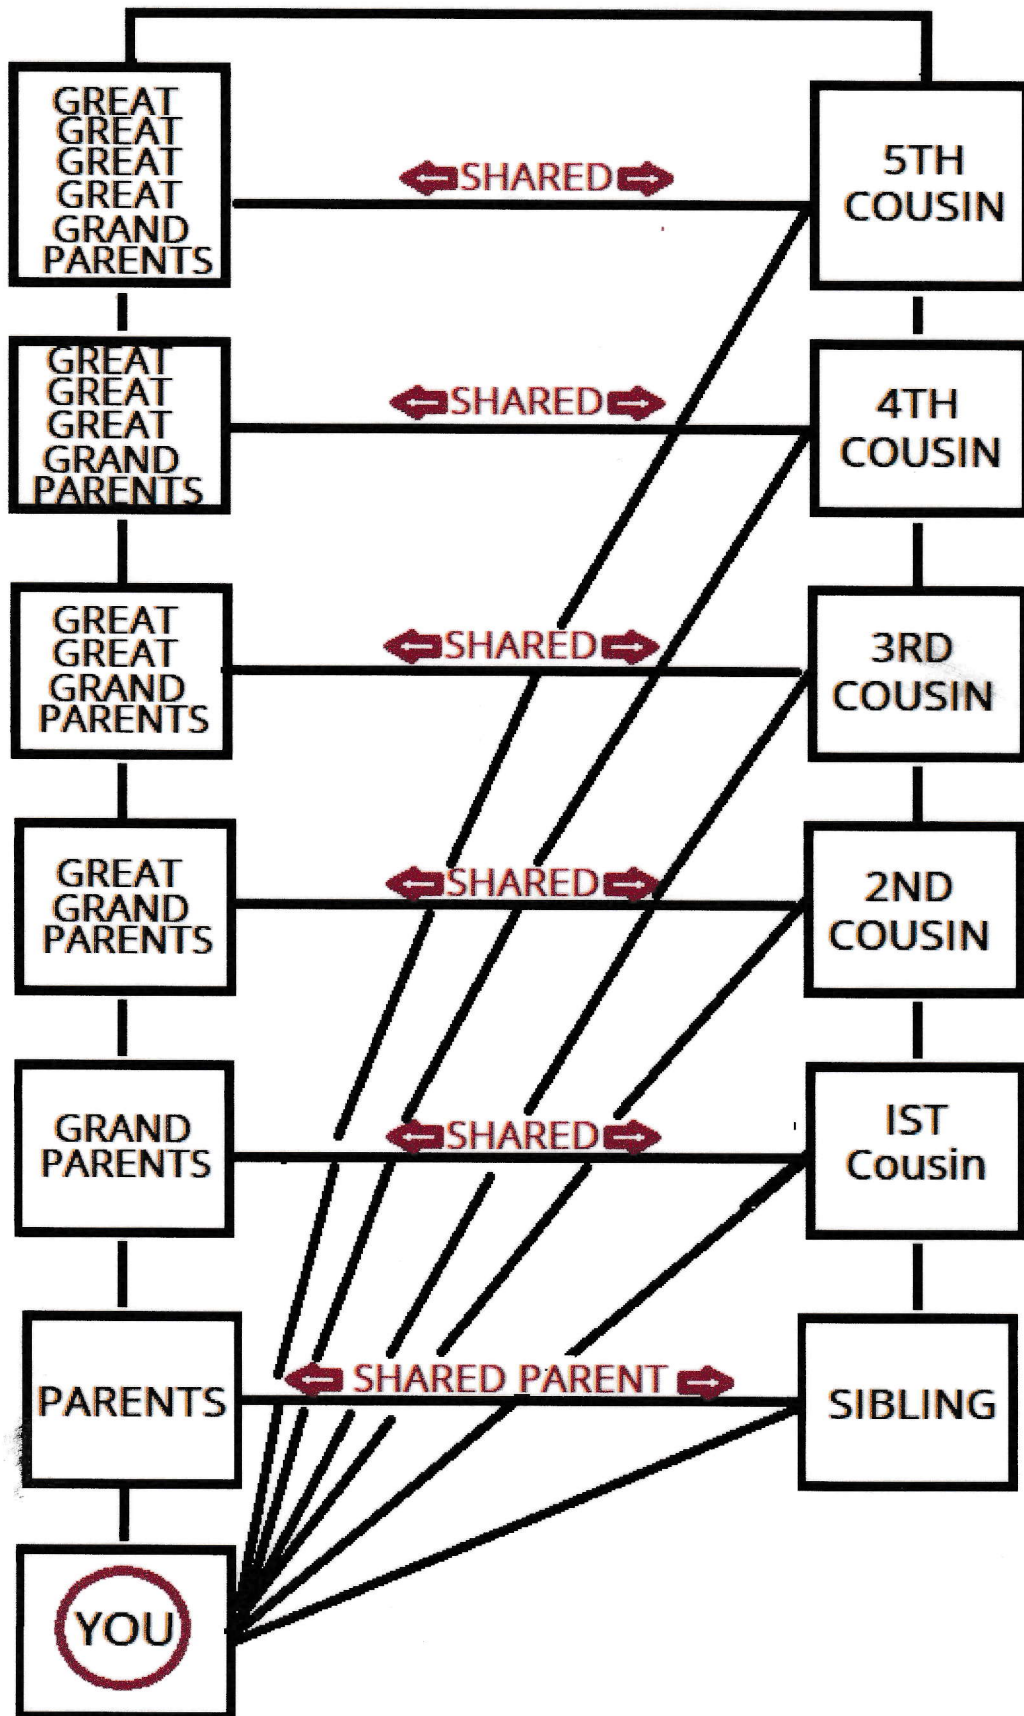 GREAT
GREAT
GREAT
GREAT
GRAND
PARENTS
SHARED
5TH
COUSIN
GREAT
GREAT
GREAT
GRAND
PARENTS
SHARED
4TH
COUSIN
GREAT
GREAT
GRAND
PARENTS
SHARED
3RD
COUSIN
GREAT
GRAND
PARENTS
SHARED
2ND
COUSIN
GRAND
PARENTS
SHARED
IST
Cousin
PARENTS
SHARED PARENT
SIBLING
YOU